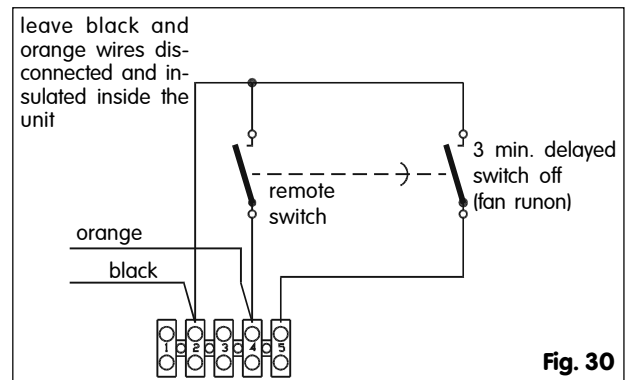 leave black and
orange wires dis-
connected and in-
sulated inside the
unit
3 min. delayed
switch off
(fan runon)
remote
switch
orange
black
1 2 3 4 5
Fig. 30